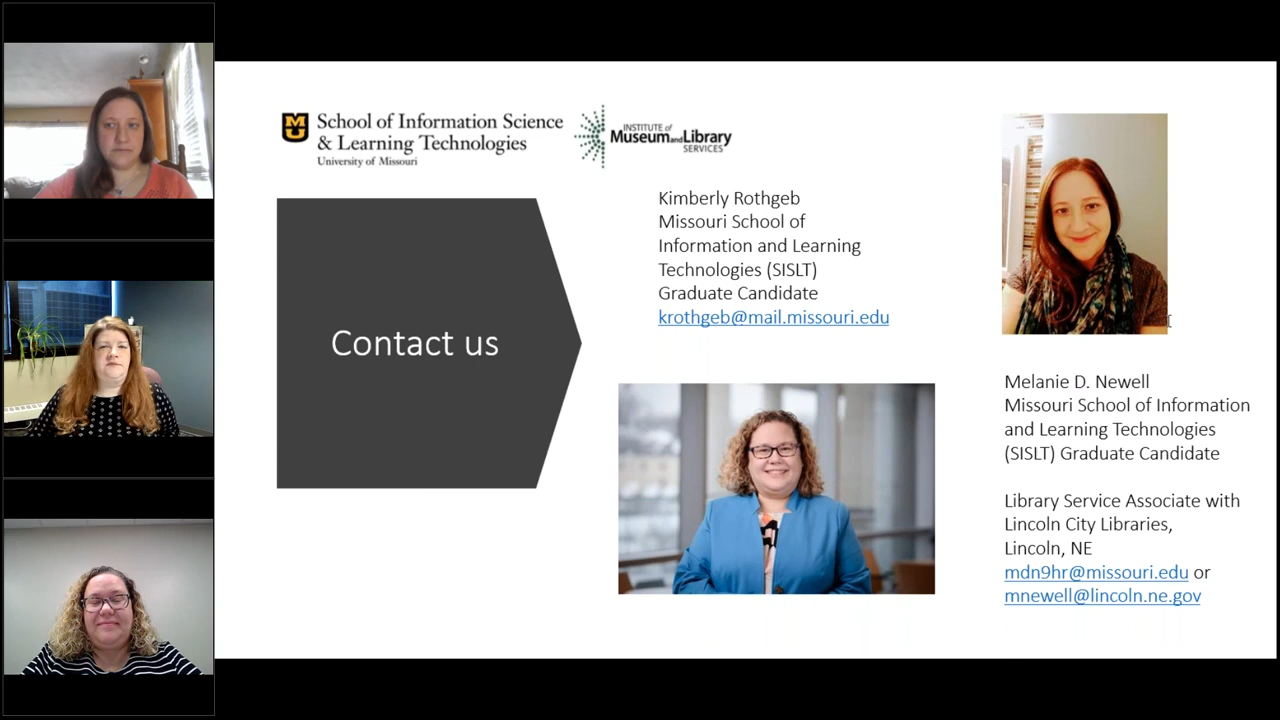 MU
School of Information Science
& Learning Technologies
University of Missouri
INSTITUTE of
Museum and Library
SERVICES
Contact us
Kimberly Rothgeb
Missouri School of
Information and Learning
Technologies (SISLT)
Graduate Candidate
krothgeb@mail.missouri.edu
Melanie D. Newell
Missouri School of Information
and Learning Technologies
(SISLT) Graduate Candidate
Library Service Associate with
Lincoln City Libraries,
Lincoln, NE
mdn9hr@missouri.edu or
mnewell@lincoln.ne.gov